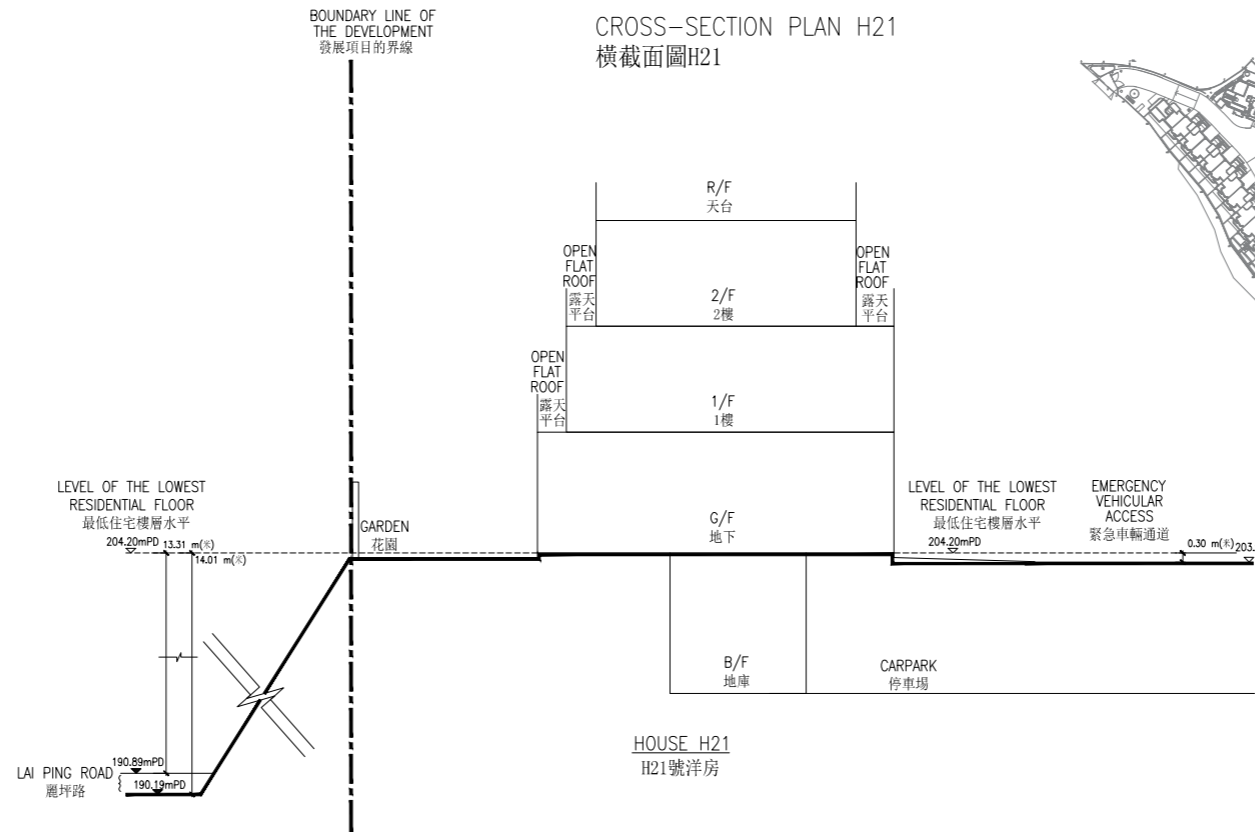 BOUNDARY LINE OF
THE DEVELOPMENT
發展項目的界線
CROSS-SECTION PLAN H21
橫截面圖H21
R/F
天台
OPEN
FLAT
ROOF
露天
平台
2/F
2樓
OPEN
FLAT
ROOF
露天
平台
OPEN
FLAT
ROOF
露天
平台
1/F
1樓
LEVEL OF THE LOWEST
RESIDENTIAL FLOOR
最低住宅樓層水平
204.20mPD
13.31 m(米)
14.01 m(米)
GARDEN
花園
G/F
地下
LEVEL OF THE LOWEST
RESIDENTIAL FLOOR
最低住宅樓層水平
204.20mPD
EMERGENCY
VEHICULAR
ACCESS
緊急車輛通道
0.30 m(米)
203.
B/F
地庫
CARPARK
停車場
HOUSE H21
H21號洋房
LAI PING ROAD
麗坪路
190.89mPD
190.19mPD